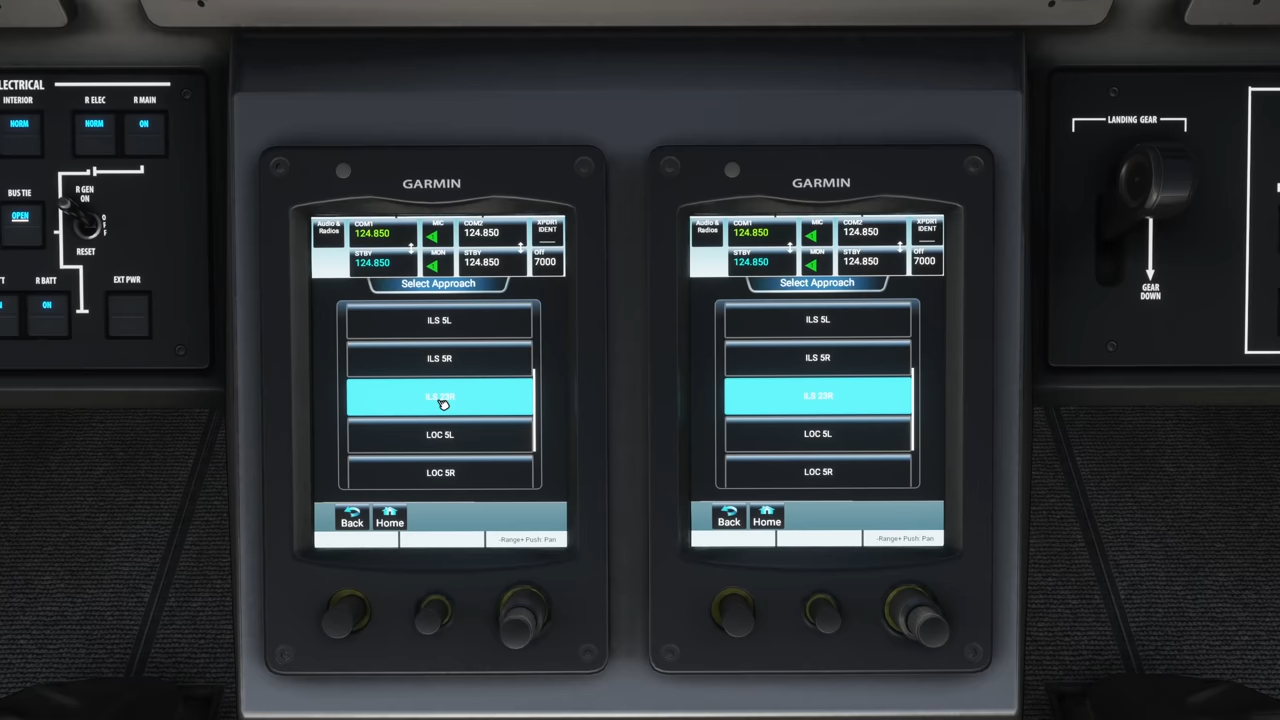 ELECTRICAL
INTERIOR
R ELEC
R MAIN
NORM
NORM
ON
BUS TIE
OPEN
R GEN
ON
OFF
RESET
R BATT
ON
EXT PWR
GARMIN
Audio & Radios
COM1
124.850
MIC
COM2
124.850
XPDR1
IDENT
STBY
124.850
MON
124.850
Off
7000
Select Approach
ILS 5L
ILS 5R
ILS 23R
LOC 5L
LOC 5R
Back
Home
-Range+ Push: Pan
GARMIN
Audio & Radios
COM1
124.850
MIC
COM2
124.850
XPDR1
IDENT
STBY
124.850
MON
124.850
Off
7000
Select Approach
ILS 5L
ILS 5R
ILS 23R
LOC 5L
LOC 5R
Back
Home
-Range+ Push: Pan
LANDING GEAR
GEAR
DOWN